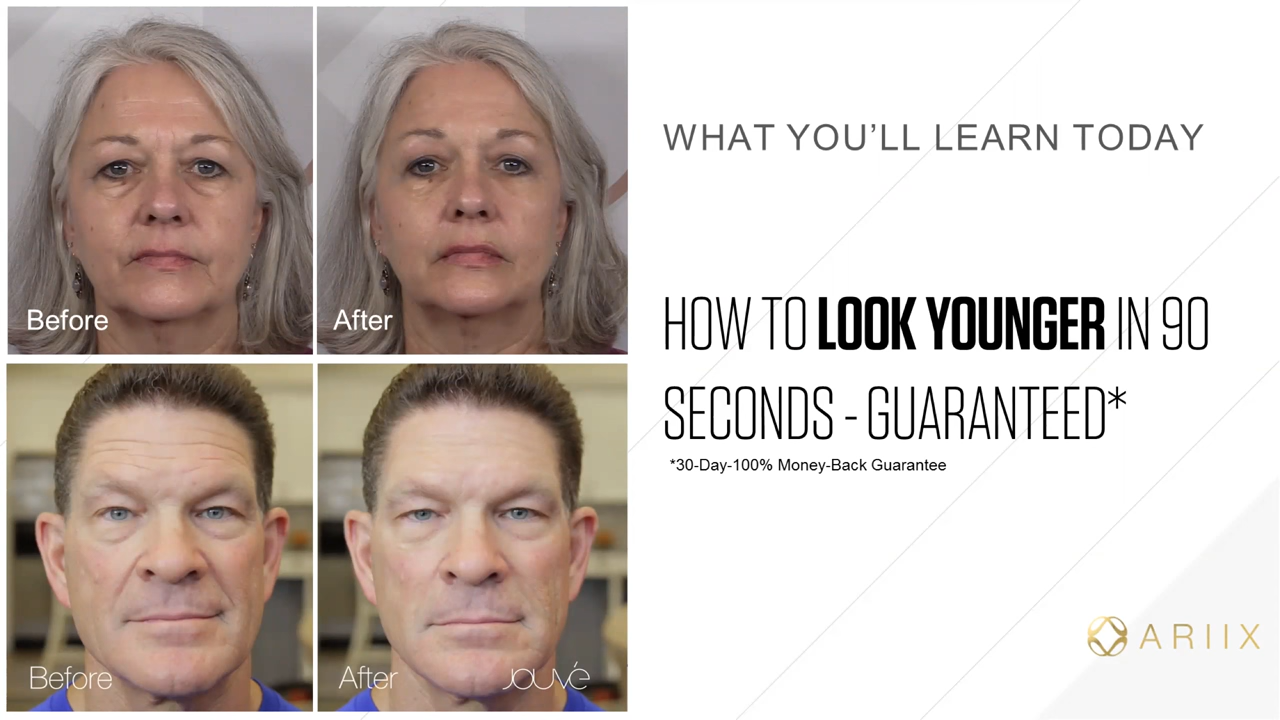 Before
After
Before
After
JOUVÉ
WHAT YOU’LL LEARN TODAY
HOW TO LOOK YOUNGER IN 90
SECONDS - GUARANTEED*
*30-Day-100% Money-Back Guarantee
ARIIX